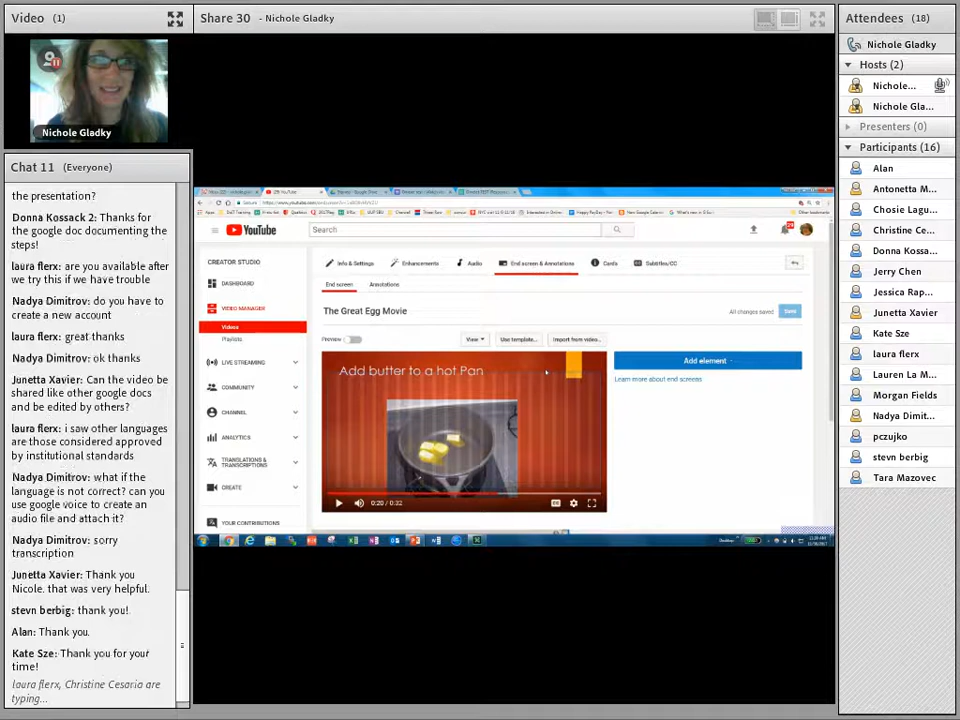 Video (1)
Nichole Gladky
Chat 11 (Everyone)
the presentation?
Donna Kossack 2: Thanks for
the google doc documenting the
steps!
laura flerx: are you available after
we try this if we have trouble
Nadya Dimitrov: do you have to
create a new account
laura flerx: great thanks
Nadya Dimitrov: ok thanks
Junetta Xavier: Can the video be
shared like other google docs
and be edited by others?
laura flerx: i saw other languages
are those considered approved
by institutional standards
Nadya Dimitrov: what if the
language is not correct? can you
use google voice to create an
audio file and attach it?
Nadya Dimitrov: sorry
transcription
Junetta Xavier: Thank you
Nicole. that was very helpful.
stevn berbig: thank you!
Alan: Thank you.
Kate Sze: Thank you for your
time!
laura flerx, Christine Cesaria are
typing...
Share 30 - Nichole Gladky
YouTube
Search
CREATOR STUDIO
DASHBOARD
VIDEO MANAGER
Videos
Playlists
LIVE STREAMING
COMMUNITY
CHANNEL
ANALYTICS
TRANSLATIONS &
TRANSCRIPTIONS
CREATE
YOUR CONTRIBUTIONS
Info & Settings Enhancements Audio End screen & Annotations Cards Subtitles/CC
End screen Annotations
The Great Egg Movie
All changes saved Save
Preview View Use template... Import from video...
Add butter to a hot Pan
0:20 / 0:32
Add element
Learn more about end screens
Attendees (18)
Nichole Gladky
Hosts (2)
Nichole...
Nichole Gla...
Presenters (0)
Participants (16)
Alan
Antonetta M...
Chosie Lagu...
Christine Ce...
Donna Kossa...
Jerry Chen
Jessica Rap...
Junetta Xavier
Kate Sze
laura flerx
Lauren La M...
Morgan Fields
Nadya Dimit...
pczujko
stevn berbig
Tara Mazovec